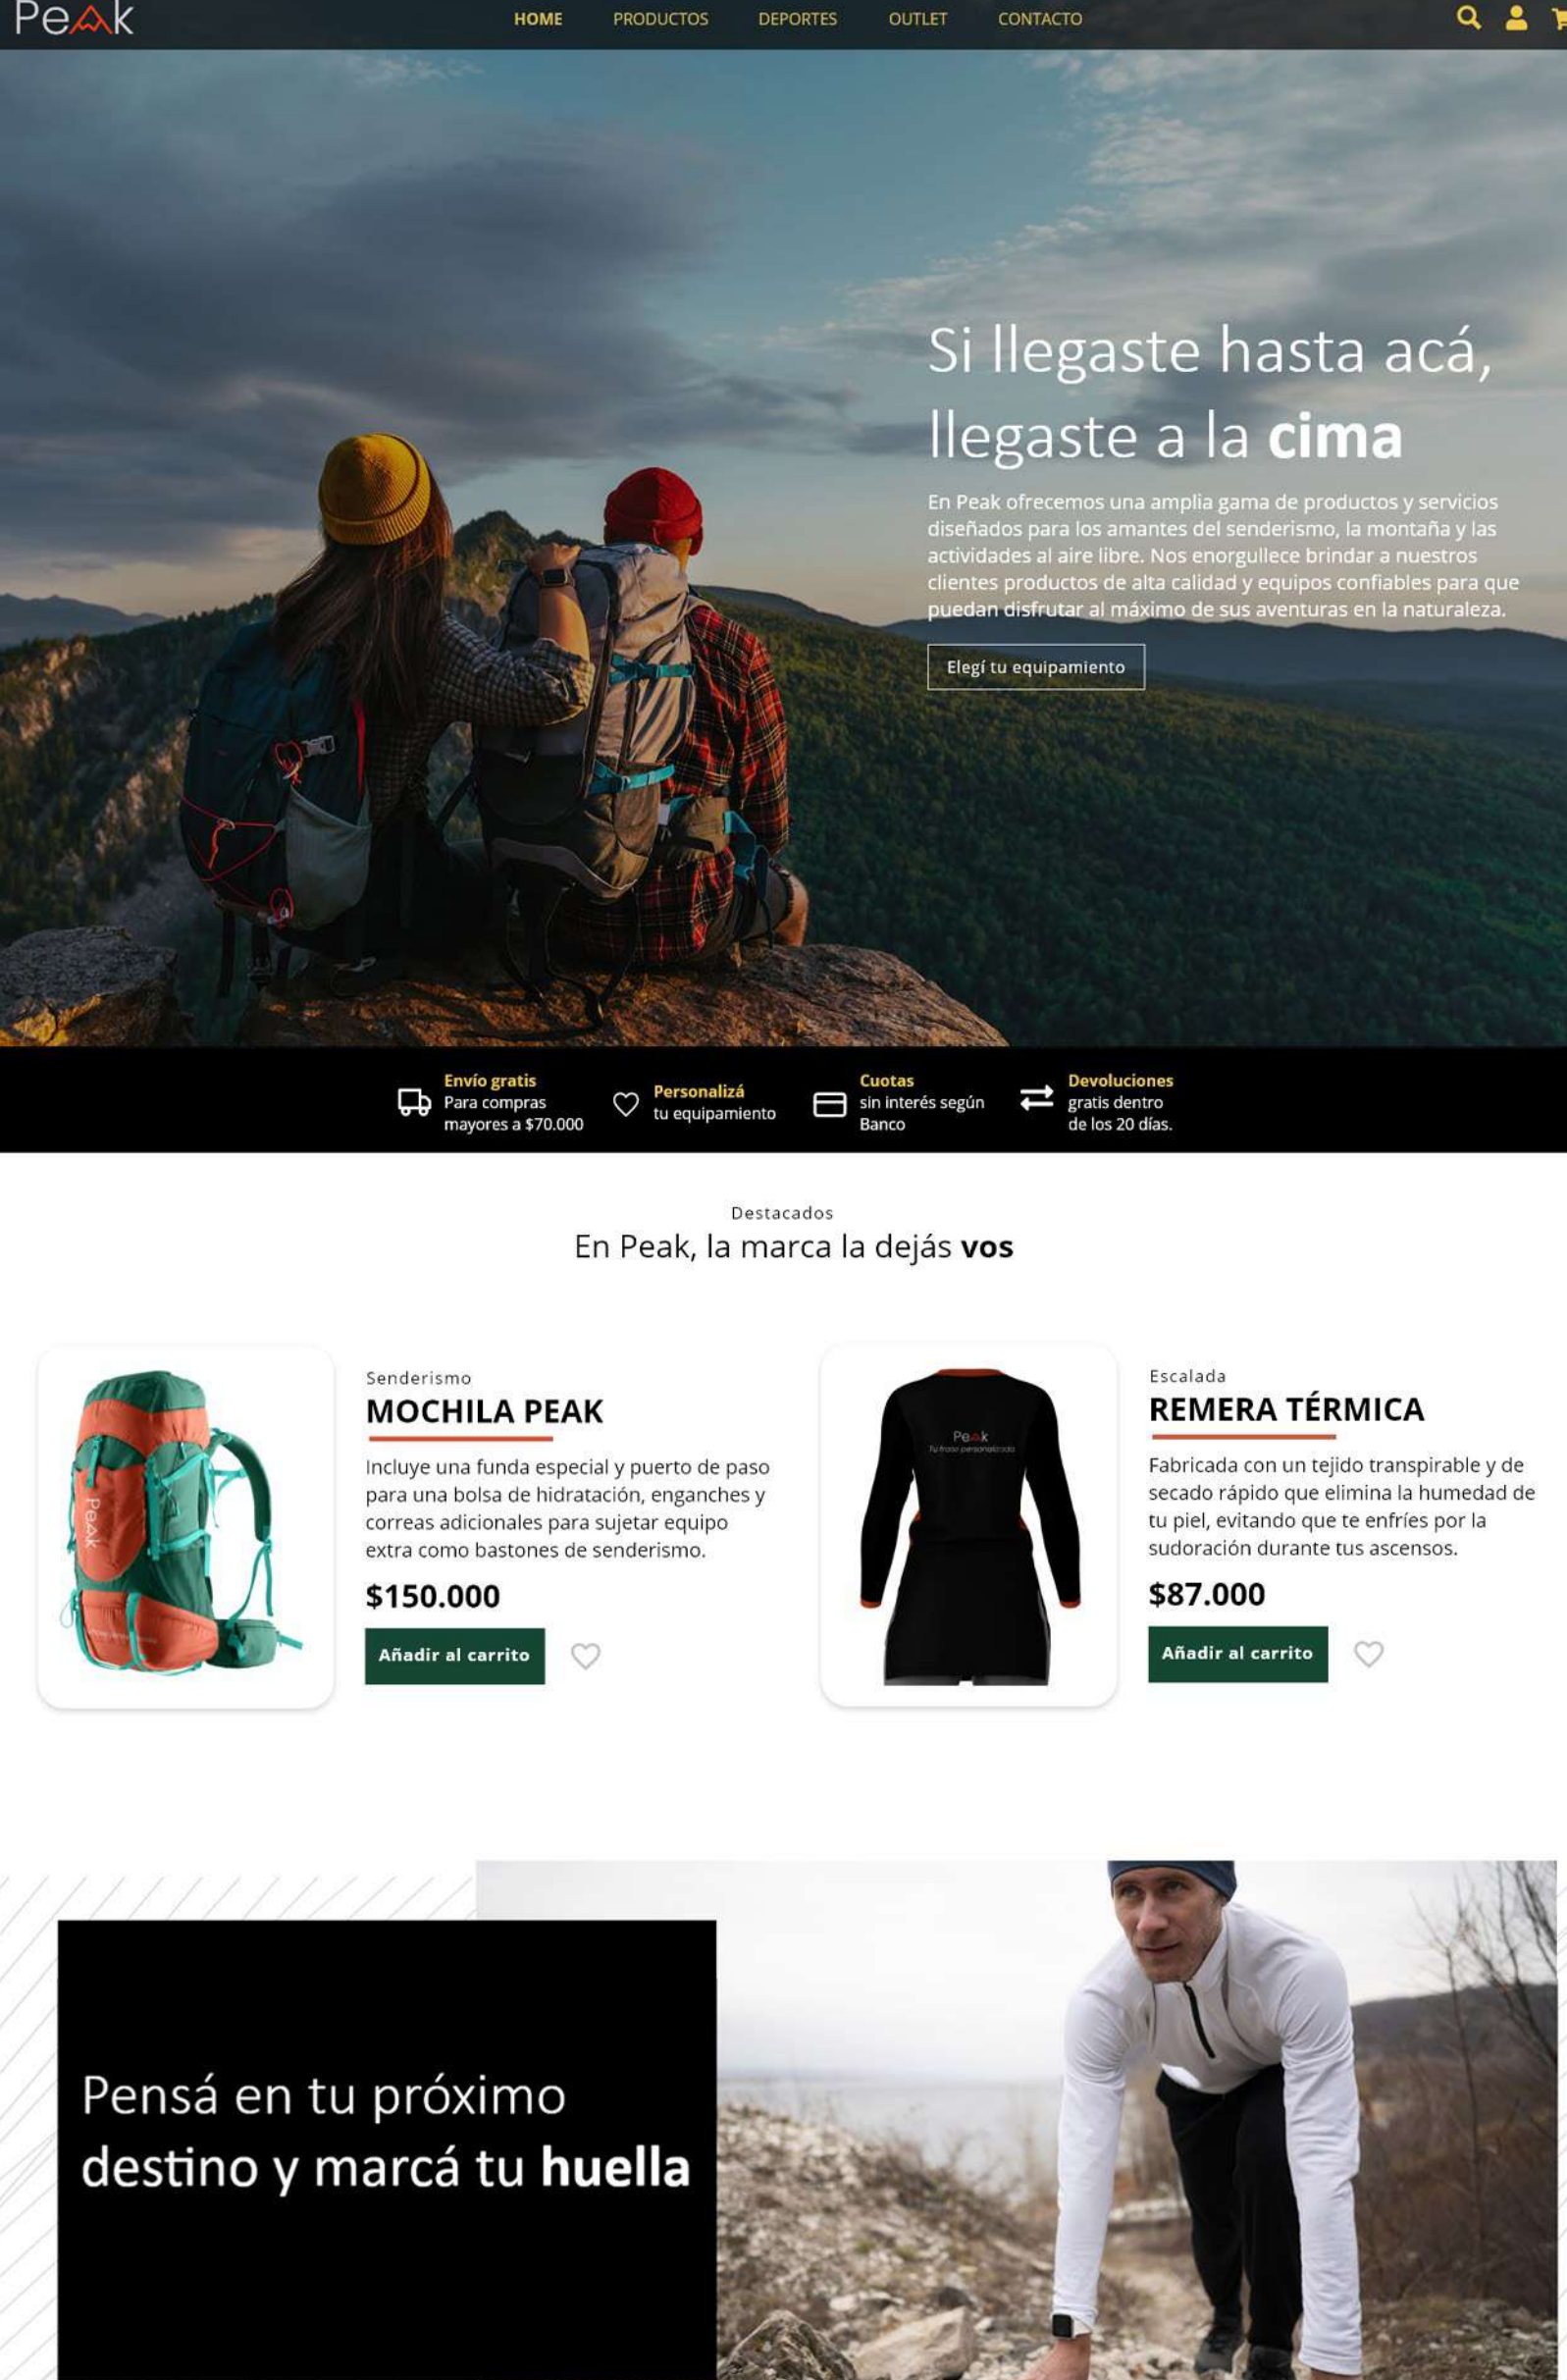 Peak
HOME PRODUCTOS DEPORTES OUTLET CONTACTO
Si llegaste hasta acá,
llegaste a la cima
En Peak ofrecemos una amplia gama de productos y servicios
diseñados para los amantes del senderismo, la montaña y las
actividades al aire libre. Nos enorgullece brindar a nuestros
clientes productos de alta calidad y equipos confiables para que
puedan disfrutar al máximo de sus aventuras en la naturaleza.
Elegí tu equipamiento
Envío gratis
Para compras
mayores a $70.000
Personalizá
tu equipamiento
Cuotas
sin interés según
Banco
Devoluciones
gratis dentro
de los 20 días.
Destacados
En Peak, la marca la dejás vos
Peak
Senderismo
MOCHILA PEAK
Incluye una funda especial y puerto de paso
para una bolsa de hidratación, enganches y
correas adicionales para sujetar equipo
extra como bastones de senderismo.
$150.000
Añadir al carrito
Peak
Tu frase personalizada
Escalada
REMERA TÉRMICA
Fabricada con un tejido transpirable y de
secado rápido que elimina la humedad de
tu piel, evitando que te enfríes por la
sudoración durante tus ascensos.
$87.000
Añadir al carrito
Pensá en tu próximo
destino y marcá tu huella